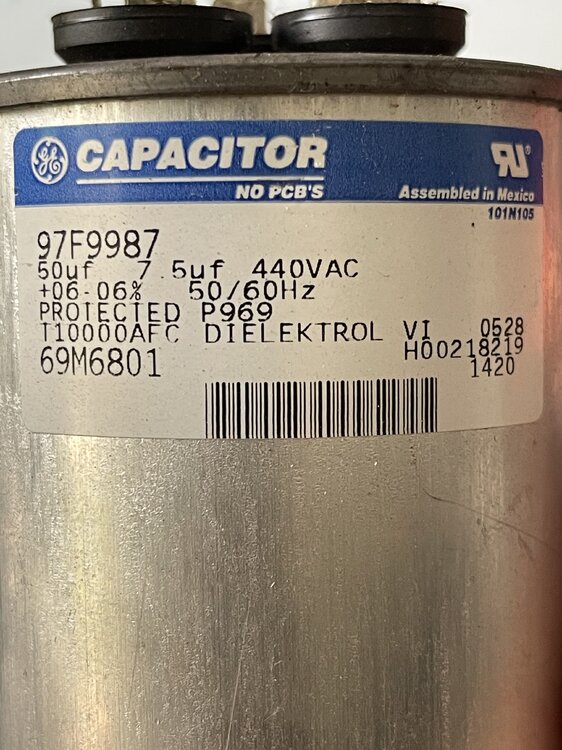 GE CAPACITOR
NO PCB'S
RU®
Assembled in Mexico
101N105
97F9987
50uf 7.5uf 440VAC
+06-06% 50/60Hz
PROTECTED P969
T10000AFC DIELEKTROL VI 0528
69M6801 H00218219
1420